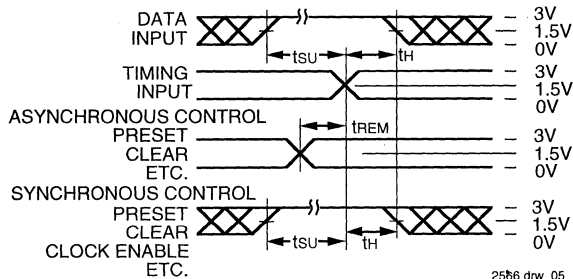 DATA
INPUT
tSU
tH
3V
1.5V
0V
TIMING
INPUT
3V
1.5V
0V
ASYNCHRONOUS CONTROL
PRESET
CLEAR
ETC.
tREM
3V
1.5V
0V
SYNCHRONOUS CONTROL
PRESET
CLEAR
CLOCK ENABLE
ETC.
tSU
tH
3V
1.5V
0V
drw 05